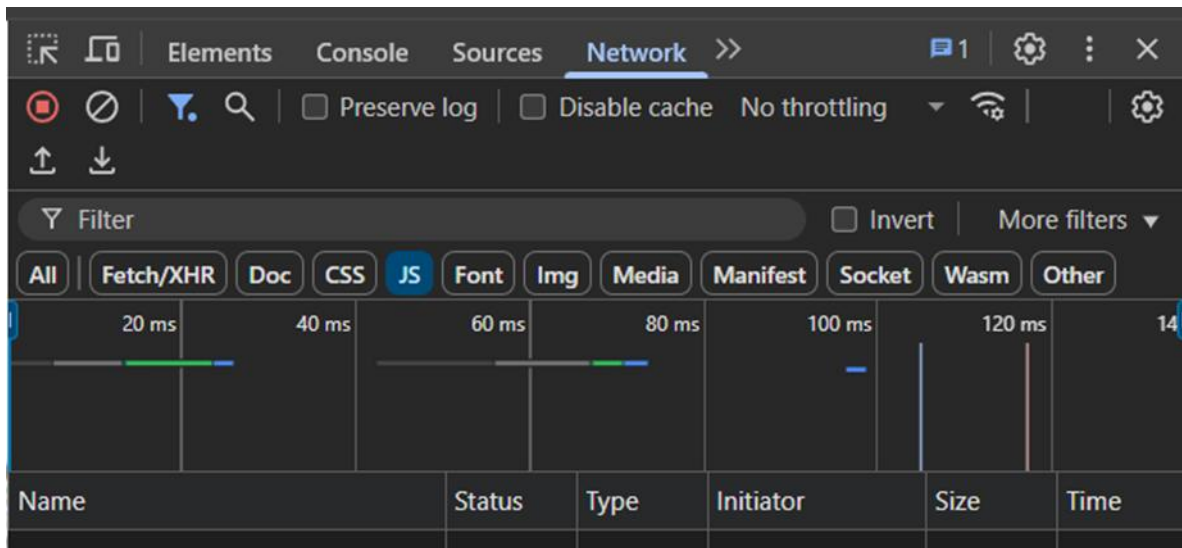 Elements Console Sources Network 1
Preserve log Disable cache No throttling
Filter Invert More filters
All Fetch/XHR Doc CSS JS Font Img Media Manifest Socket Wasm Other
20 ms 40 ms 60 ms 80 ms 100 ms 120 ms 14
Name Status Type Initiator Size Time